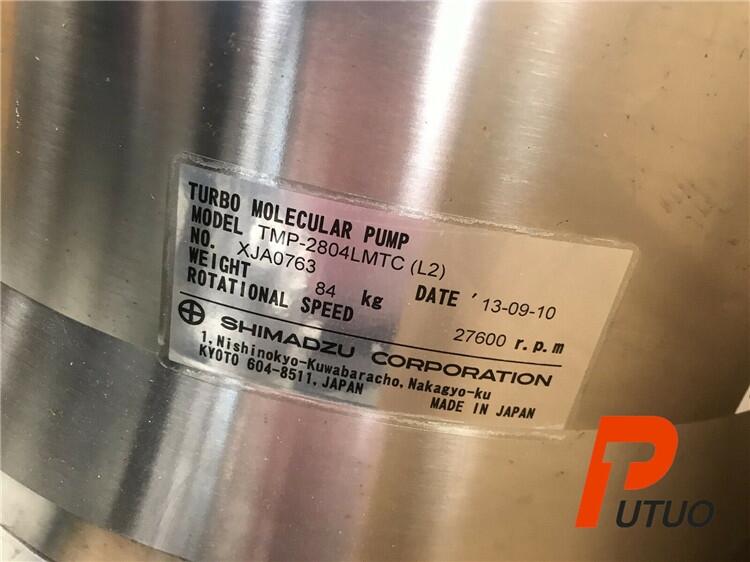 TURBO MOLECULAR PUMP
MODEL TMP-2804LMTC (L2)
NO. XJA0763
WEIGHT 84 kg DATE '13-09-10
ROTATIONAL SPEED 27600 r.p.m
SHIMADZU CORPORATION
1, Nishinokyo-Kuwabaracho, Nakagyo-ku
KYOTO 604-8511, JAPAN MADE IN JAPAN
PUTUO